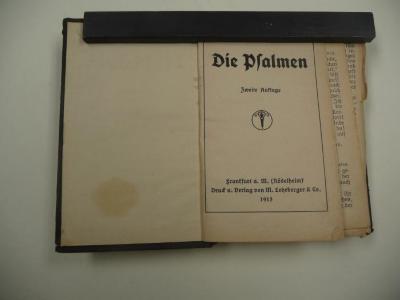 Die Psalmen
Zweite Auflage
Frankfurt a. M. (Rödelheim)
Druck u. Verlag von M. Lehrberger & Co.
1913